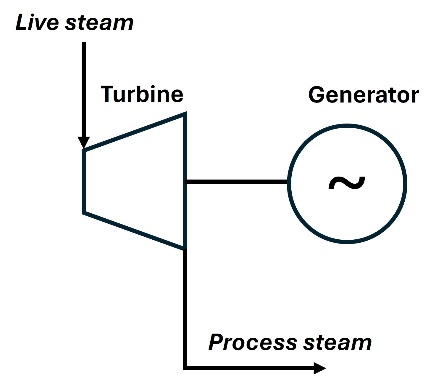 Live steam
Turbine
Generator
~
Process steam